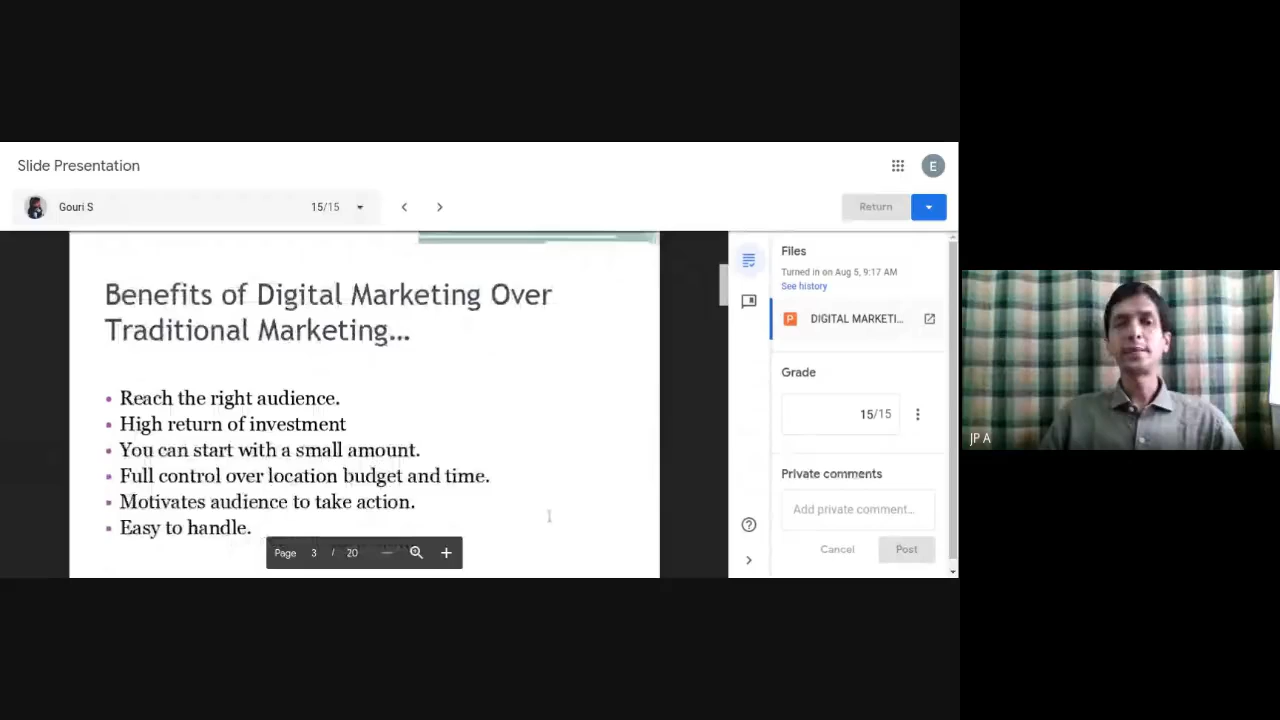 Slide Presentation
E
Gouri S
15/15
Return
Benefits of Digital Marketing Over
Traditional Marketing...
• Reach the right audience.
• High return of investment
• You can start with a small amount.
• Full control over location budget and time.
• Motivates audience to take action.
• Easy to handle.
Page 3 / 20
Files
Turned in on Aug 5, 9:17 AM
See history
P DIGITAL MARKETI...
Grade
15/15
Private comments
Add private comment...
Cancel
Post
JP A